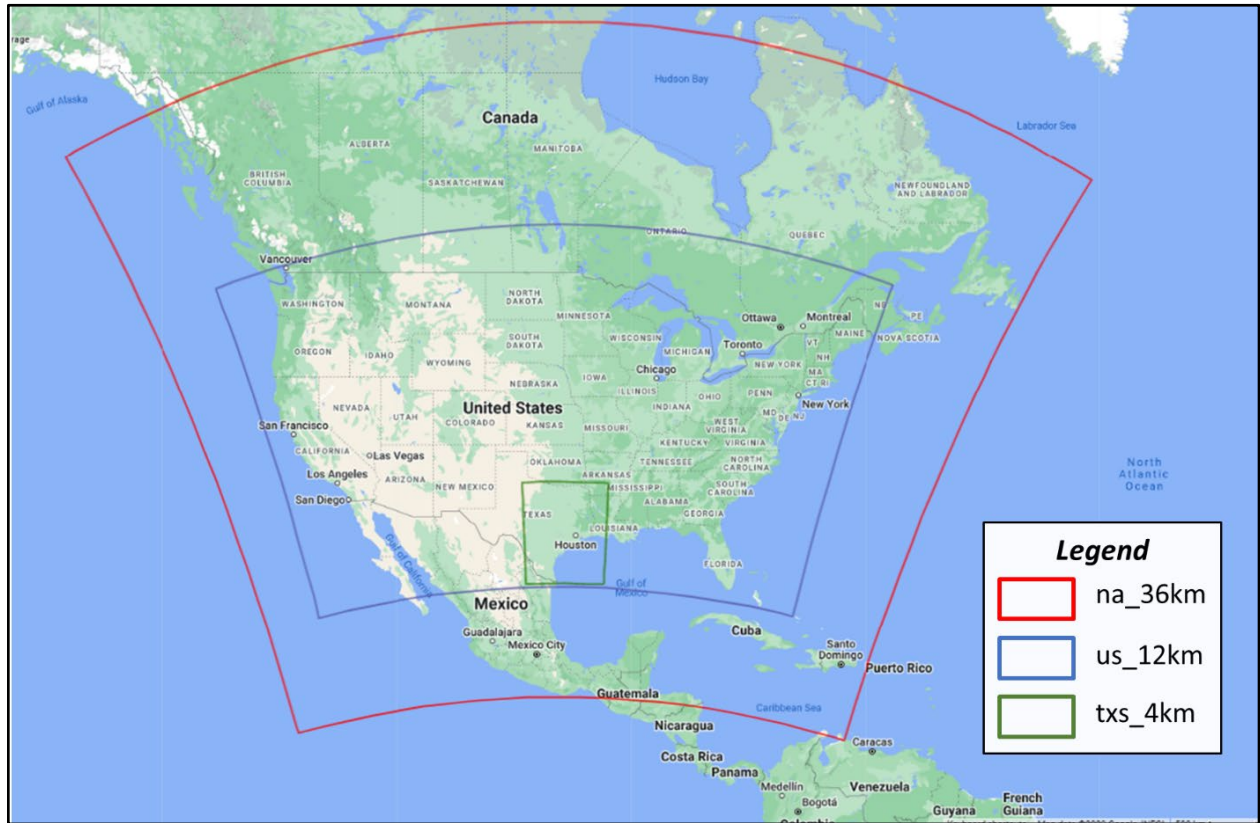 rage
Gulf of Alaska
Hudson Bay
Labrador Sea
Canada
ALBERTA
MANITOBA
BRITISH
COLUMBIA
SASKATCHEWAN
NEWFOUNDLAND
AND LABRADOR
ONTARIO
QUEBEC
Vancouver
WASHINGTON
MONTANA
NORTH
DAKOTA
MINNESOTA
Ottawa
Montreal
NB
PE
NOVA SCOTIA
MAINE
OREGON
IDAHO
WYOMING
SOUTH
DAKOTA
WISCONSIN
MICHIGAN
Toronto
VT
NH
NEW YORK
MA
CT RI
Chicago
IOWA
NEBRASKA
ILLINOIS
INDIANA
OHIO
PENN
New York
NEVADA
UTAH
COLORADO
United States
KANSAS
MISSOURI
WEST
VIRGINIA
MD
DE
NJ
San Francisco
CALIFORNIA
Las Vegas
KENTUCKY
VIRGINIA
Los Angeles
ARIZONA
NEW MEXICO
OKLAHOMA
ARKANSAS
TENNESSEE
NORTH
CAROLINA
San Diego
MISSISSIPPI
ALABAMA
SOUTH
CAROLINA
GEORGIA
TEXAS
LOUISIANA
Houston
FLORIDA
Gulf of California
Gulf of
Mexico
Mexico
Guadalajara
Mexico City
Cuba
Santo
Domingo
Puerto Rico
Guatemala
Caribbean Sea
Nicaragua
Costa Rica
Panama
Caracas
Venezuela
Medellín
Bogotá
Guyana
French
Guiana
North
Atlantic
Ocean
Legend
na_36km
us_12km
txs_4km